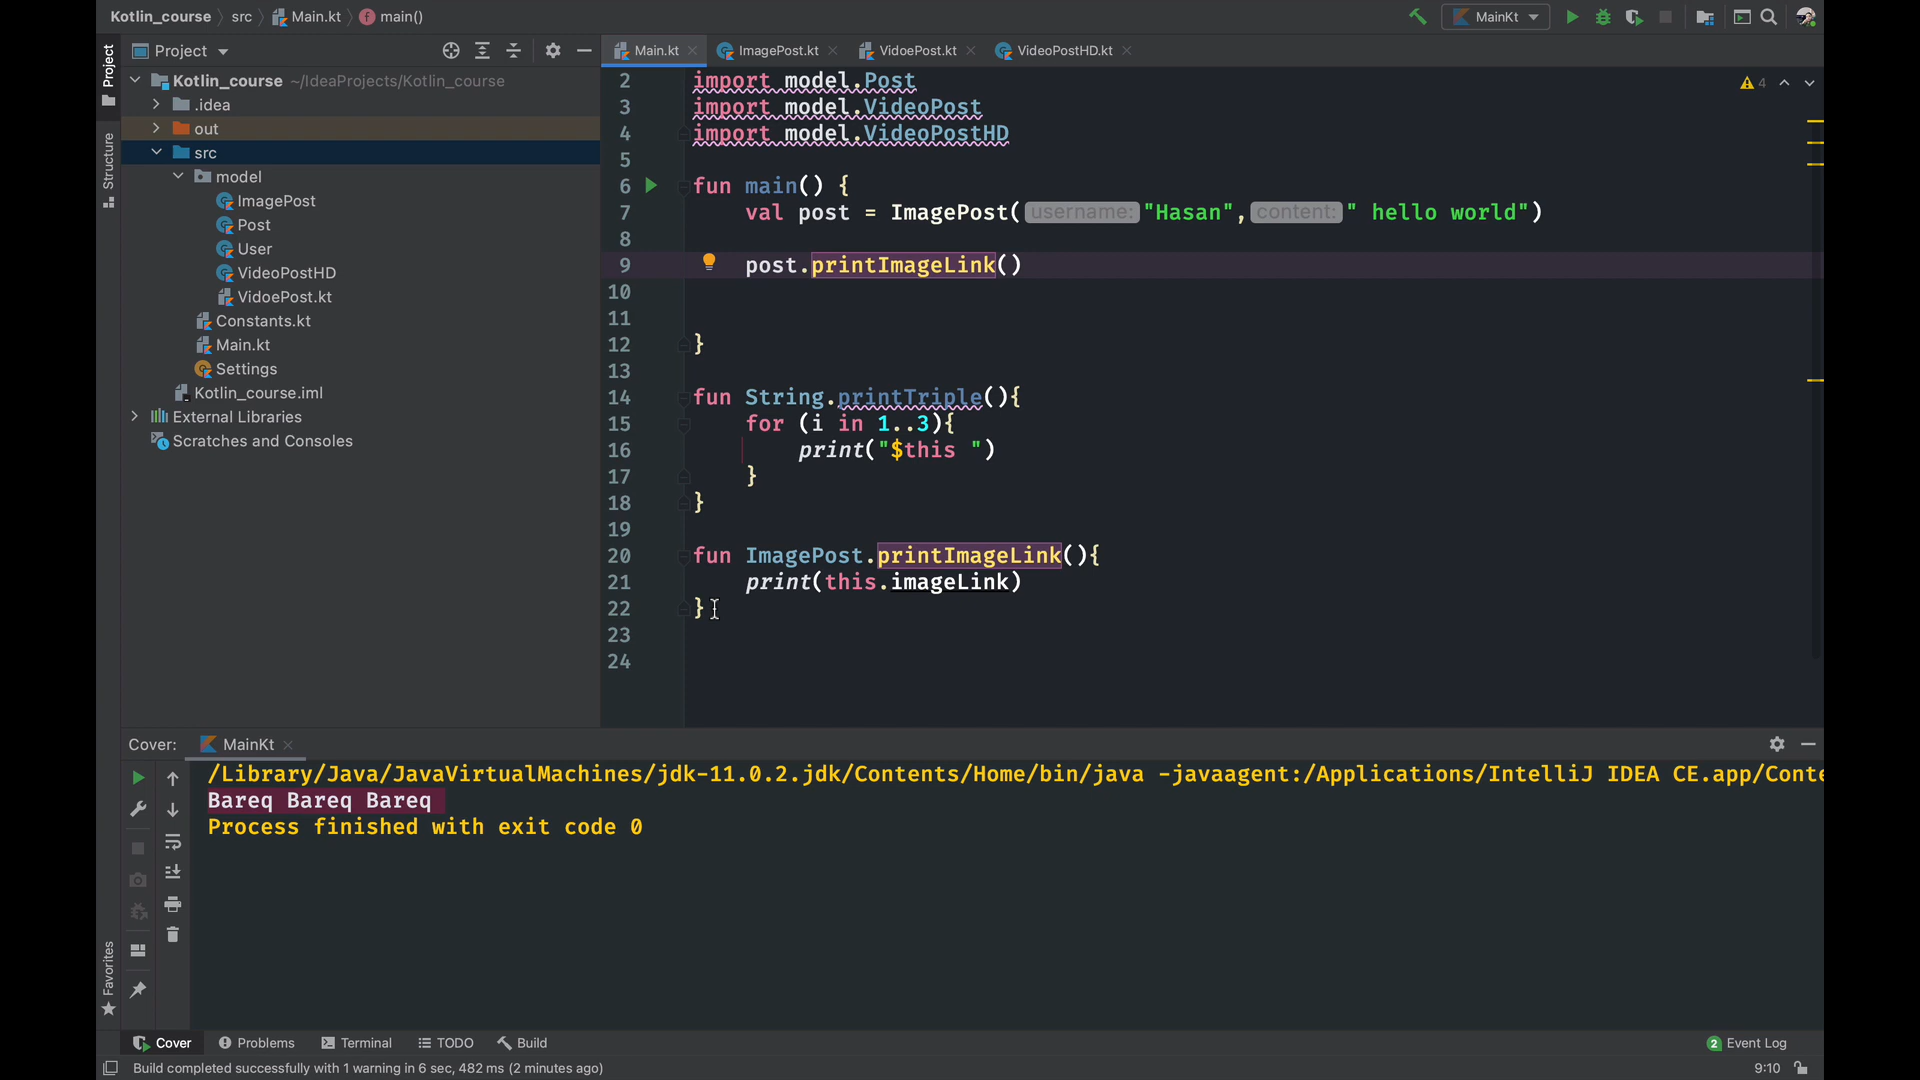 Kotlin_course src Main.kt main()
MainKt
Project
Main.kt ImagePost.kt VidoePost.kt VideoPostHD.kt
Project
Structure
Favorites
Kotlin_course ~/IdeaProjects/Kotlin_course
.idea
out
src
model
ImagePost
Post
User
VideoPostHD
VidoePost.kt
Constants.kt
Main.kt
Settings
Kotlin_course.iml
External Libraries
Scratches and Consoles
4
2 import model.Post
3 import model.VideoPost
4 import model.VideoPostHD
5
6 fun main() {
7 val post = ImagePost( username: "Hasan", content: " hello world")
8
9 post.printImageLink()
10
11
12 }
13
14 fun String.printTriple(){
15 for (i in 1..3){
16 print("$this ")
17 }
18 }
19
20 fun ImagePost.printImageLink(){
21 print(this.imageLink)
22 }
23
24
Cover: MainKt
/Library/Java/JavaVirtualMachines/jdk-11.0.2.jdk/Contents/Home/bin/java -javaagent:/Applications/IntelliJ IDEA CE.app/Conte
Bareq Bareq Bareq
Process finished with exit code 0
Cover Problems Terminal TODO Build 2 Event Log
Build completed successfully with 1 warning in 6 sec, 482 ms (2 minutes ago) 9:10